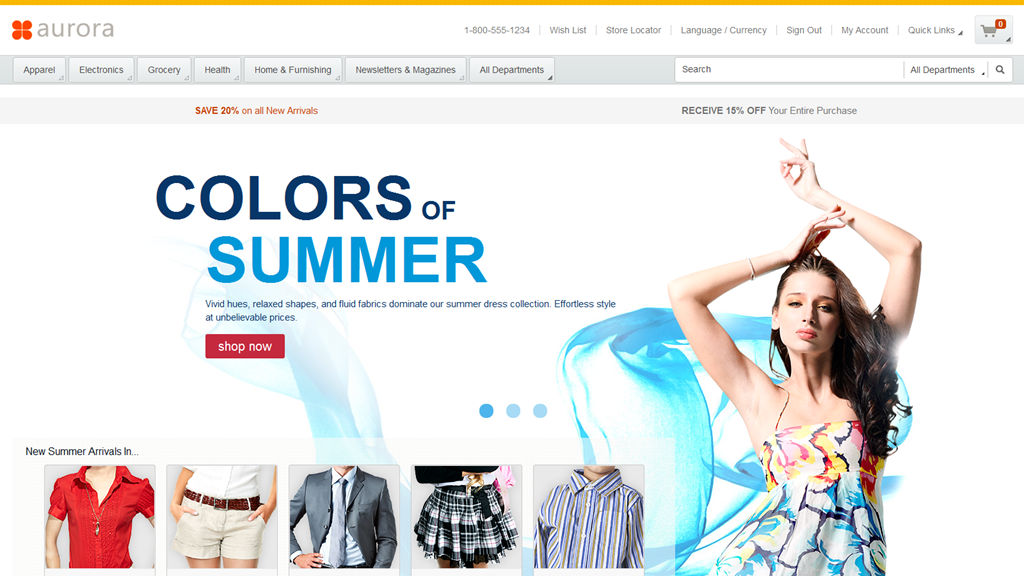 aurora
1-800-555-1234
Wish List
Store Locator
Language / Currency
Sign Out
My Account
Quick Links
0
Apparel
Electronics
Grocery
Health
Home & Furnishing
Newsletters & Magazines
All Departments
Search
All Departments
SAVE 20% on all New Arrivals
RECEIVE 15% OFF Your Entire Purchase
COLORS OF
SUMMER
Vivid hues, relaxed shapes, and fluid fabrics dominate our summer dress collection. Effortless style
at unbelievable prices.
shop now
New Summer Arrivals In...